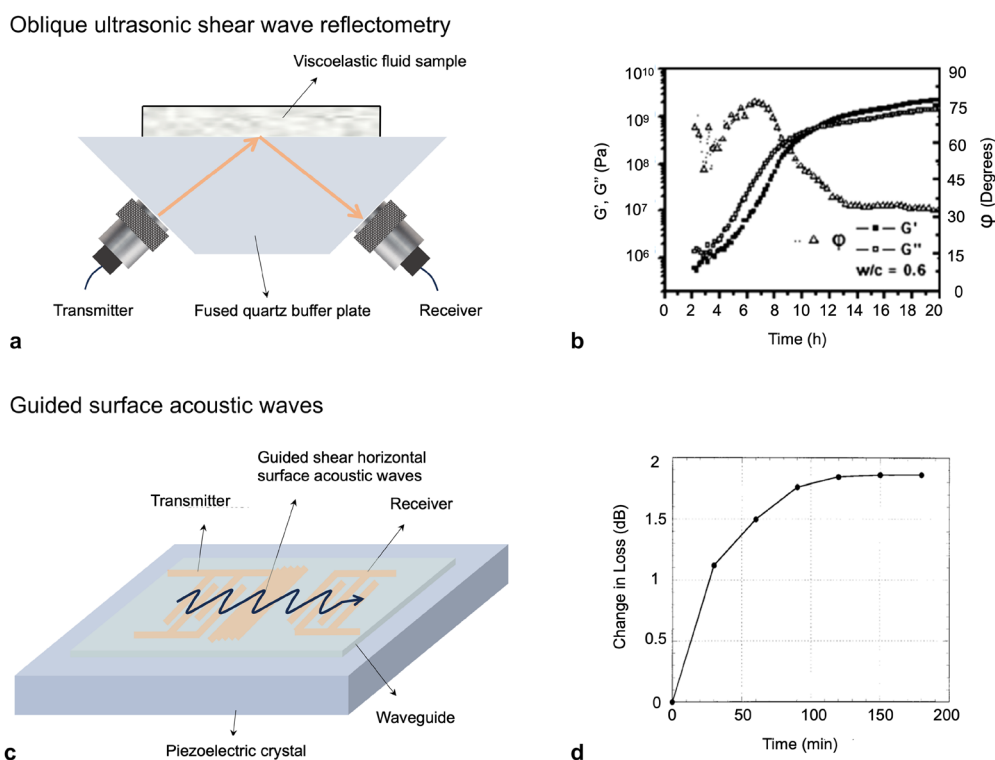 Oblique ultrasonic shear wave reflectometry
Viscoelastic fluid sample
Transmitter
Fused quartz buffer plate
Receiver
a
10¹⁰
10⁹
10⁸
10⁷
10⁶
G', G'' (Pa)
90
75
60
45
30
15
0
φ (Degrees)
φ
G'
G''
w/c = 0.6
0 2 4 6 8 10 12 14 16 18 20
Time (h)
b
Guided surface acoustic waves
Guided shear horizontal
surface acoustic waves
Transmitter
Receiver
Waveguide
Piezoelectric crystal
c
2
1.5
1
0.5
0
Change in Loss (dB)
0 50 100 150 200
Time (min)
d